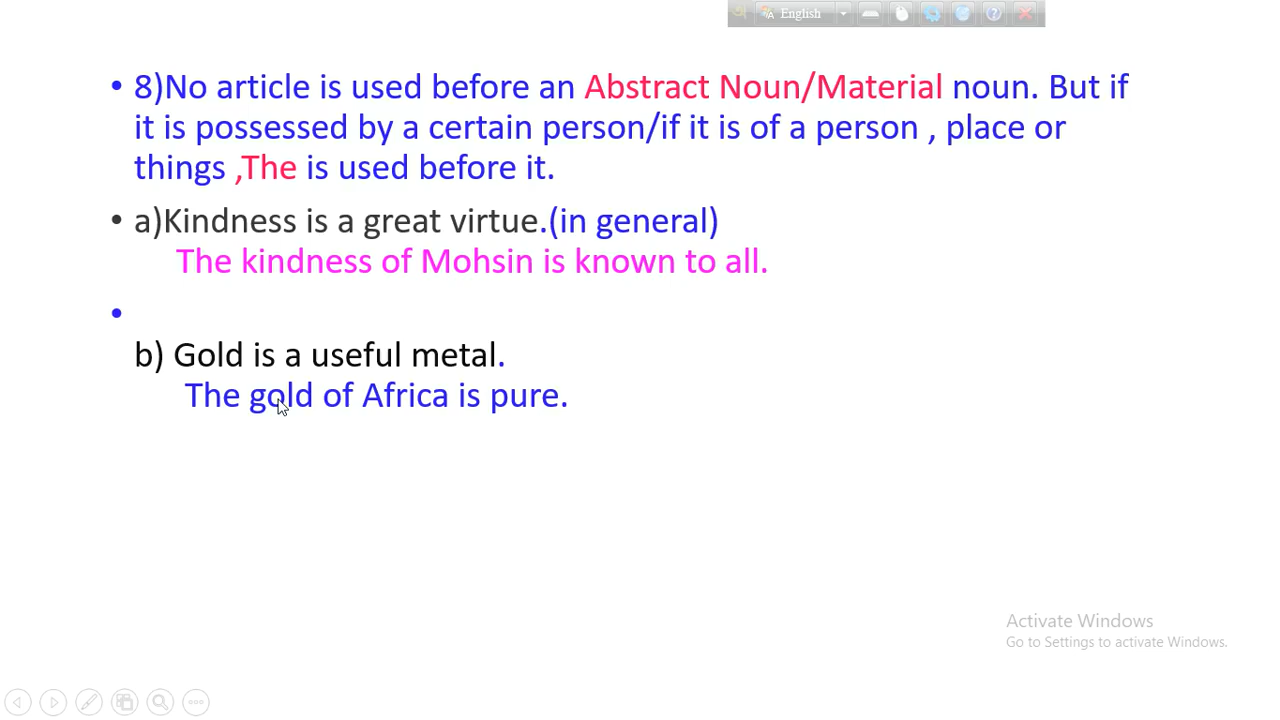 English
• 8)No article is used before an Abstract Noun/Material noun. But if
it is possessed by a certain person/if it is of a person , place or
things ,The is used before it.
• a)Kindness is a great virtue.(in general)
The kindness of Mohsin is known to all.
•
b) Gold is a useful metal.
The gold of Africa is pure.
Activate Windows
Go to Settings to activate Windows.